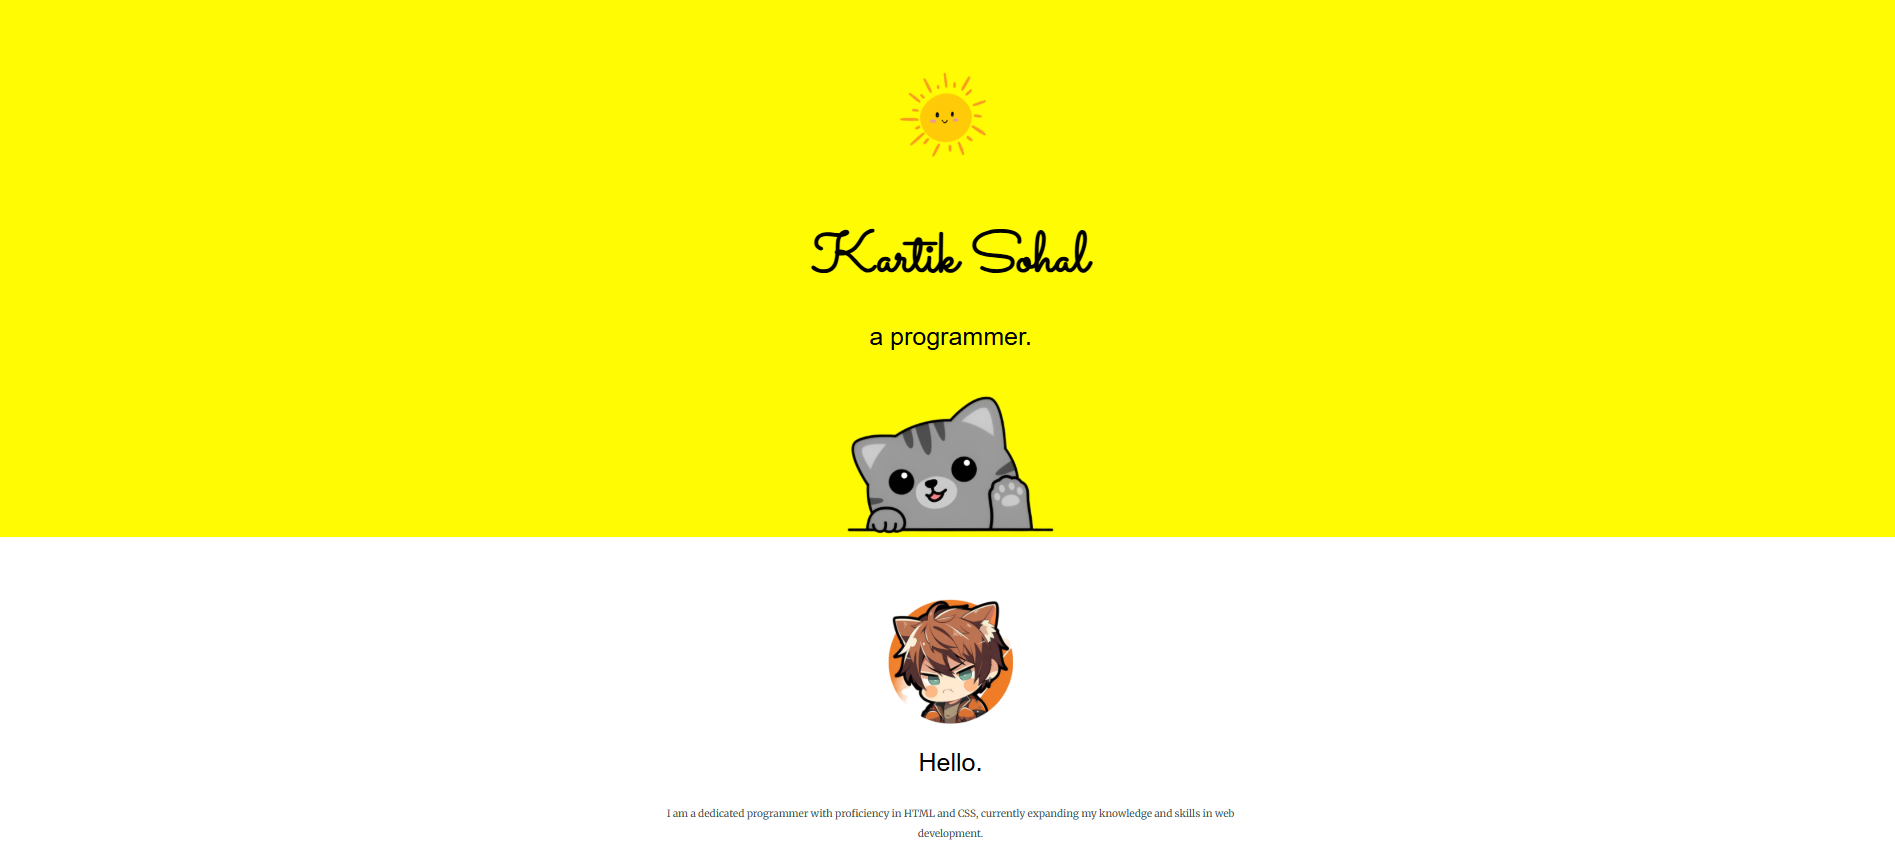 Kartik Sohal
a programmer.
Hello.
I am a dedicated programmer with proficiency in HTML and CSS, currently expanding my knowledge and skills in web
development.